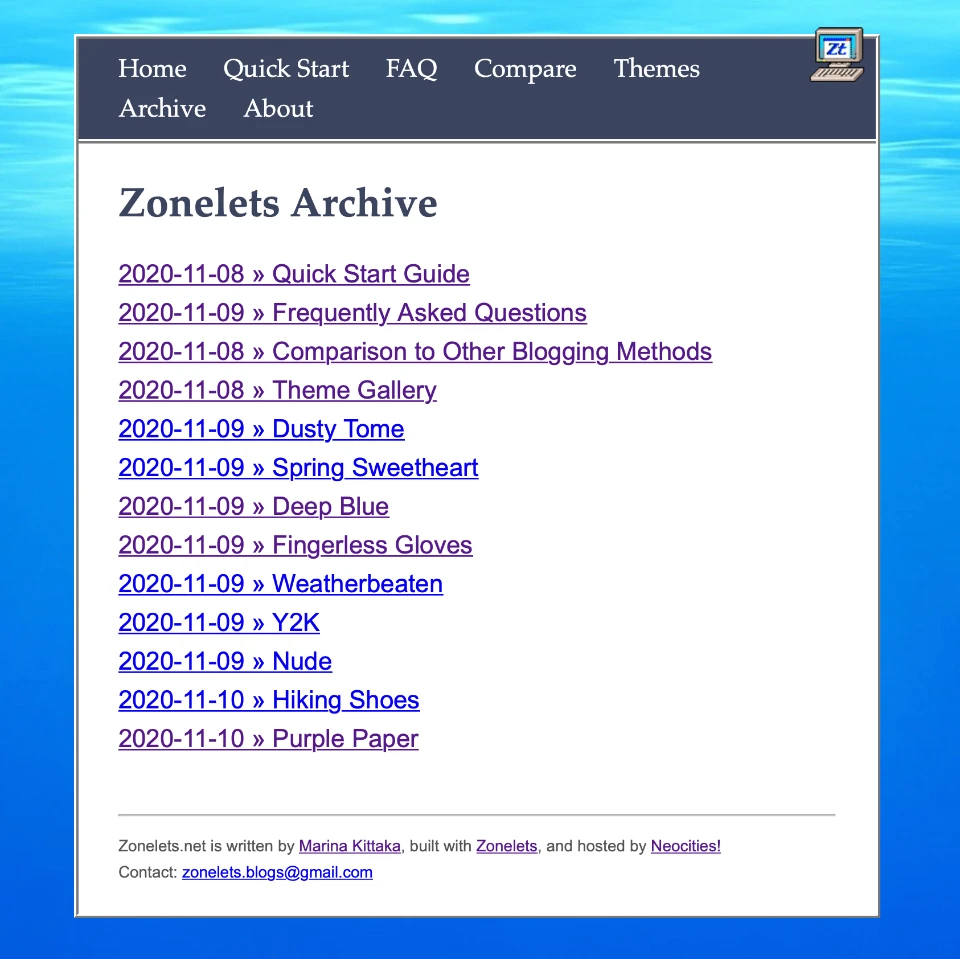 Home Quick Start FAQ Compare Themes
Zt
Archive About
Zonelets Archive
2020-11-08 » Quick Start Guide
2020-11-09 » Frequently Asked Questions
2020-11-08 » Comparison to Other Blogging Methods
2020-11-08 » Theme Gallery
2020-11-09 » Dusty Tome
2020-11-09 » Spring Sweetheart
2020-11-09 » Deep Blue
2020-11-09 » Fingerless Gloves
2020-11-09 » Weatherbeaten
2020-11-09 » Y2K
2020-11-09 » Nude
2020-11-10 » Hiking Shoes
2020-11-10 » Purple Paper
Zonelets.net is written by Marina Kittaka, built with Zonelets, and hosted by Neocities!
Contact: zonelets.blogs@gmail.com